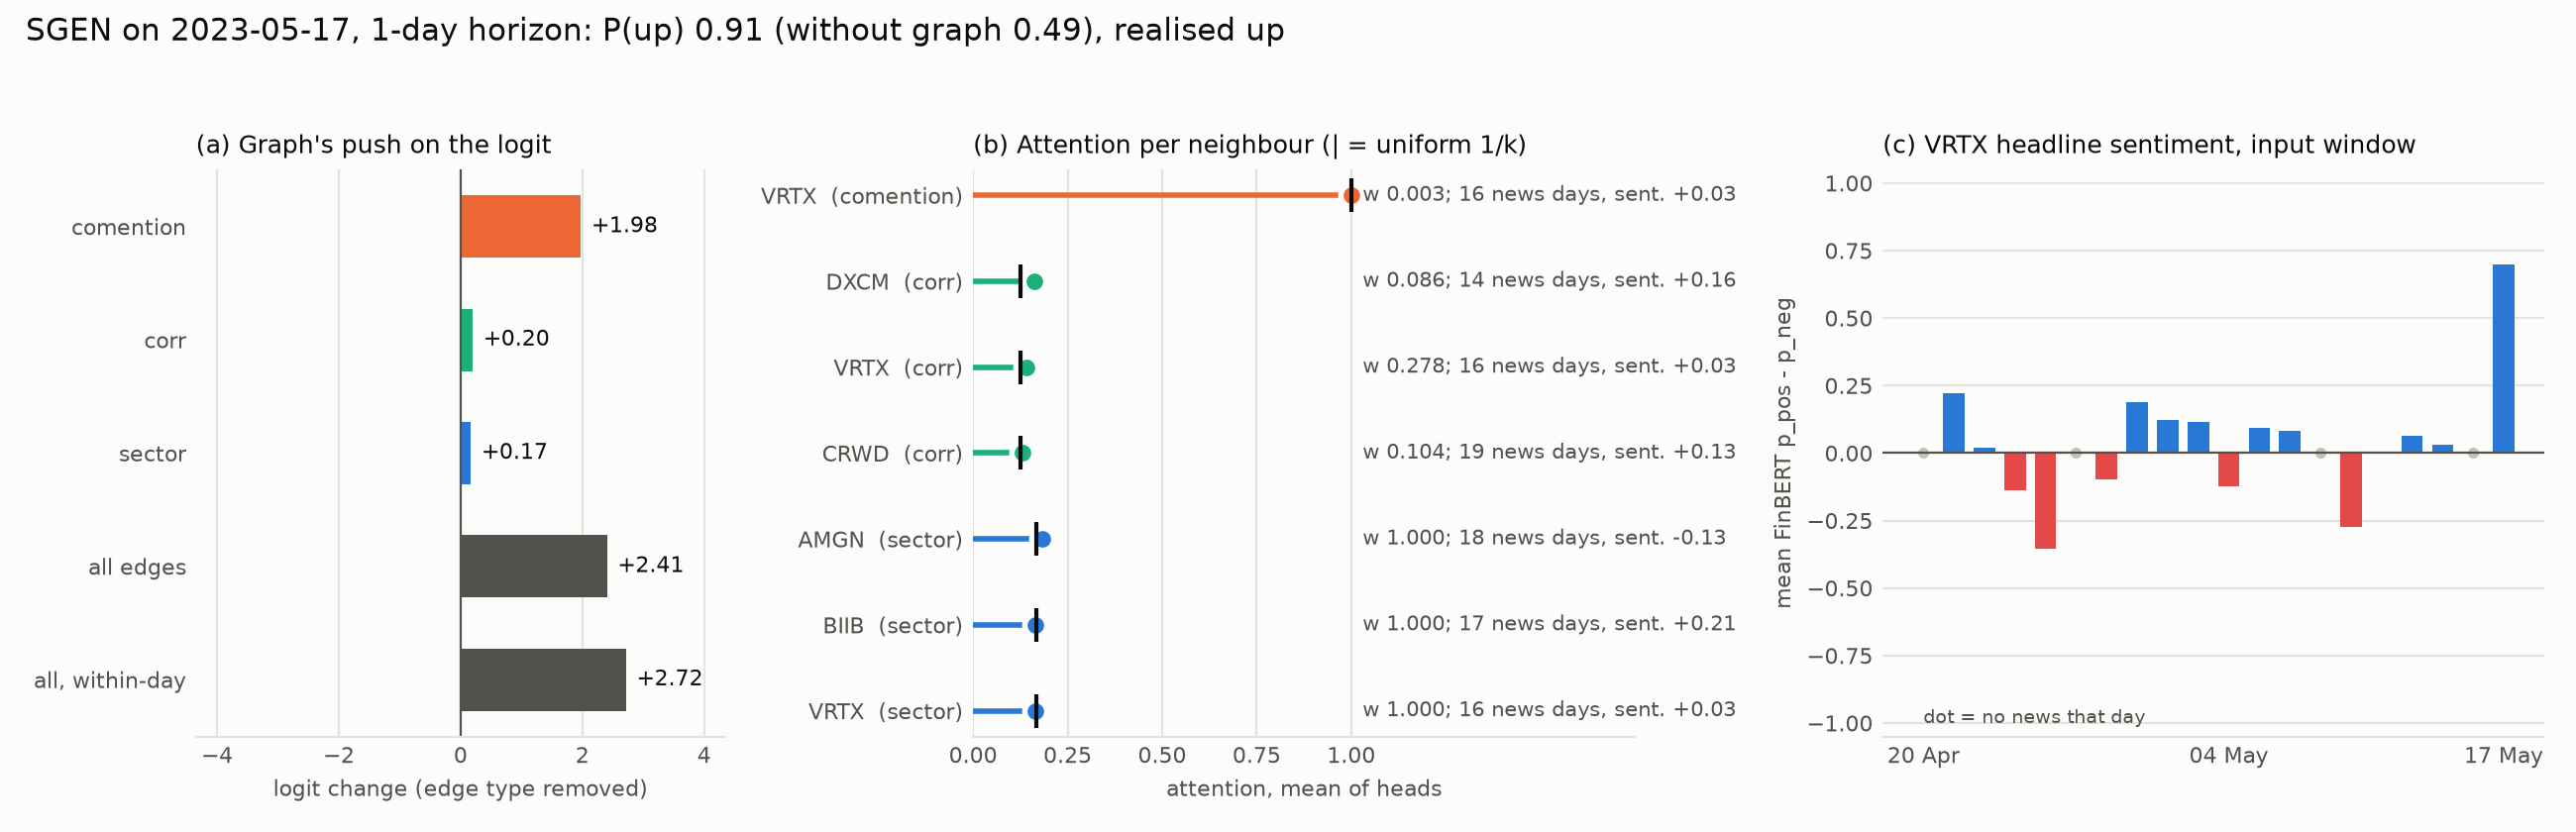 SGEN on 2023-05-17, 1-day horizon: P(up) 0.91 (without graph 0.49), realised up
(a) Graph's push on the logit
comention
+1.98
corr
+0.20
sector
+0.17
all edges
+2.41
all, within-day
+2.72
−4
−2
0
2
4
logit change (edge type removed)
(b) Attention per neighbour (| = uniform 1/k)
VRTX (comention)
w 0.003; 16 news days, sent. +0.03
DXCM (corr)
w 0.086; 14 news days, sent. +0.16
VRTX (corr)
w 0.278; 16 news days, sent. +0.03
CRWD (corr)
w 0.104; 19 news days, sent. +0.13
AMGN (sector)
w 1.000; 18 news days, sent. -0.13
BIIB (sector)
w 1.000; 17 news days, sent. +0.21
VRTX (sector)
w 1.000; 16 news days, sent. +0.03
0.00
0.25
0.50
0.75
1.00
attention, mean of heads
(c) VRTX headline sentiment, input window
mean FinBERT p_pos - p_neg
1.00
0.75
0.50
0.25
0.00
−0.25
−0.50
−0.75
−1.00
dot = no news that day
20 Apr
04 May
17 May